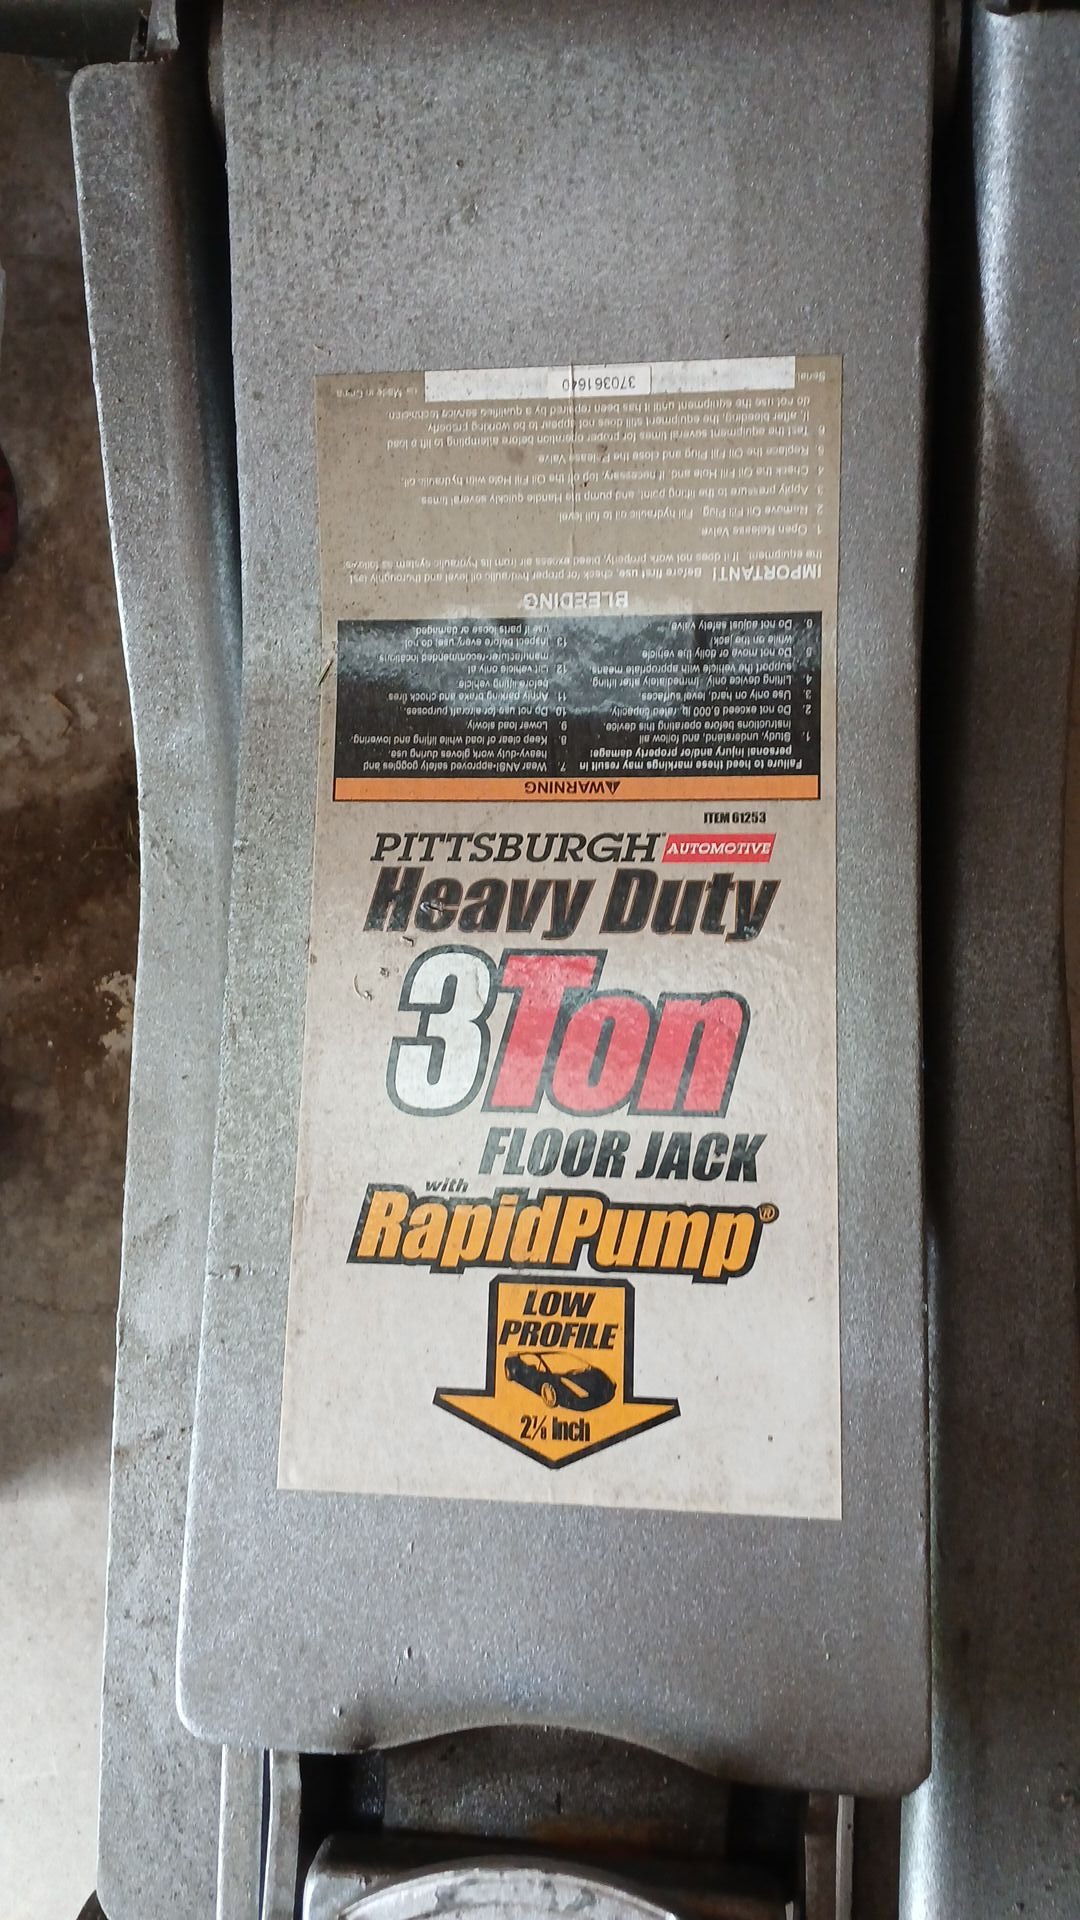 ITEM 61253
PITTSBURGH AUTOMOTIVE
Heavy Duty
3Ton
FLOOR JACK
with
RapidPump®
LOW
PROFILE
2⅞ Inch
⚠WARNING
Failure to heed these markings may result in
personal injury and/or property damage:
1. Study, understand, and follow all
instructions before operating this device.
2. Do not exceed 6,000 lb. rated capacity.
3. Use only on hard, level surfaces
4. Lifting device only. Immediately after lifting
support the vehicle with appropriate means
5. Do not move or dolly the vehicle
while on the jack
6. Do not adjust safety valve
7. Wear ANSI-approved safety goggles and
heavy-duty work gloves during use.
8. Keep clear of load while lifting and lowering.
9. Lower load slowly.
10. Do not use for aircraft purposes.
11. Apply parking brake and chock tires
before lifting vehicle.
12. Lift vehicle only at
manufacturer-recommended locations
13. Inspect before every use; do not
use if parts loose or damaged.
BLEEDING
IMPORTANT! Before first use, check for proper hydraulic oil level and thoroughly test
the equipment. If it does not work properly, bleed excess air from its hydraulic system as follows:
1 Open Release Valve
2 Remove Oil Fill Plug. Fill hydraulic oil to full level
3 Apply pressure to the lifting point, and pump the Handle quickly several times
4 Check the Oil Fill Hole and, if necessary, top off the Oil Fill Hole with hydraulic oil
5 Replace the Oil Fill Plug and close the Release Valve
6 Test the equipment several times for proper operation before attempting to lift a load
If, after bleeding, the equipment still does not appear to be working properly
do not use the equipment until it has been repaired by a qualified service technician
Serial 370361640 Made in China